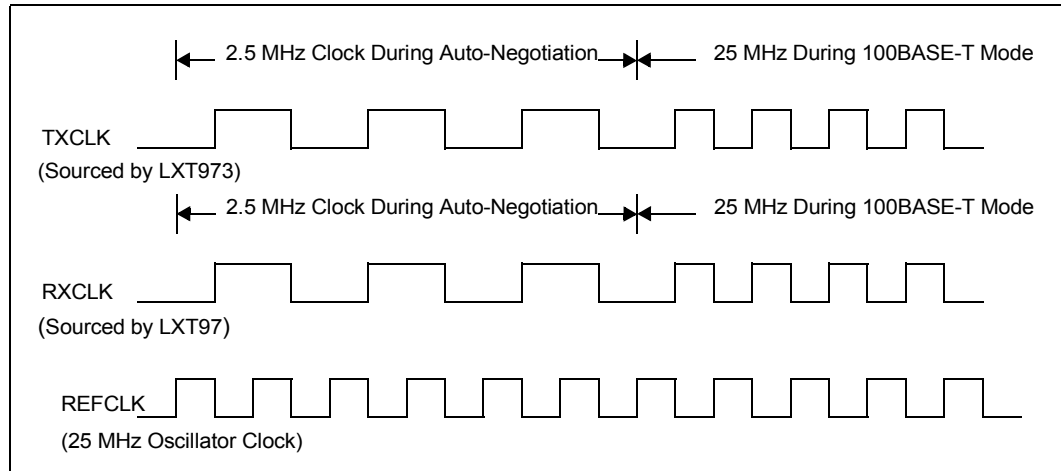 2.5 MHz Clock During Auto-Negotiation 25 MHz During 100BASE-T Mode
TXCLK
(Sourced by LXT973)
2.5 MHz Clock During Auto-Negotiation 25 MHz During 100BASE-T Mode
RXCLK
(Sourced by LXT97)
REFCLK
(25 MHz Oscillator Clock)